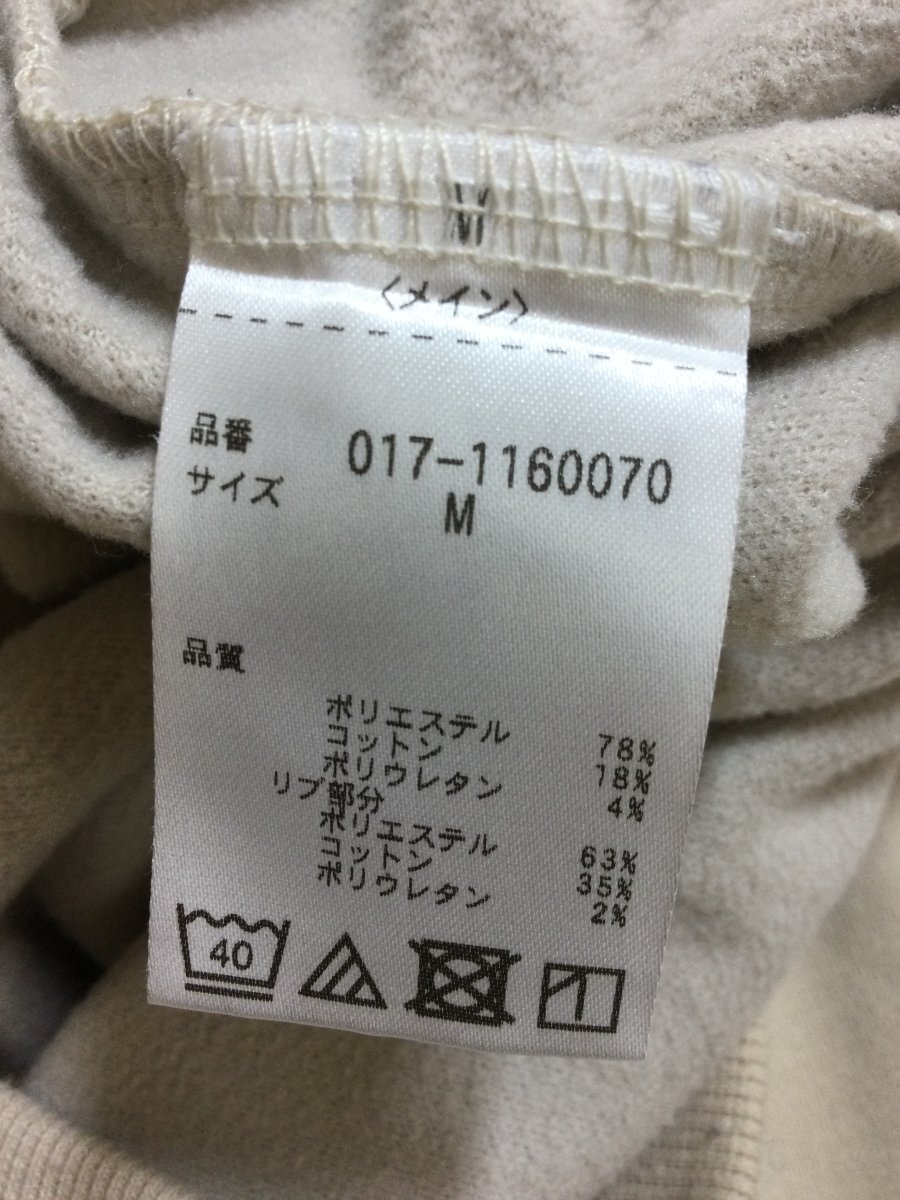 M
〈メイン〉
品番 017-1160070
サイズ M
品質
ポリエステル 78%
コットン 18%
ポリウレタン 4%
リブ部分
ポリエステル 63%
コットン 35%
ポリウレタン 2%
40